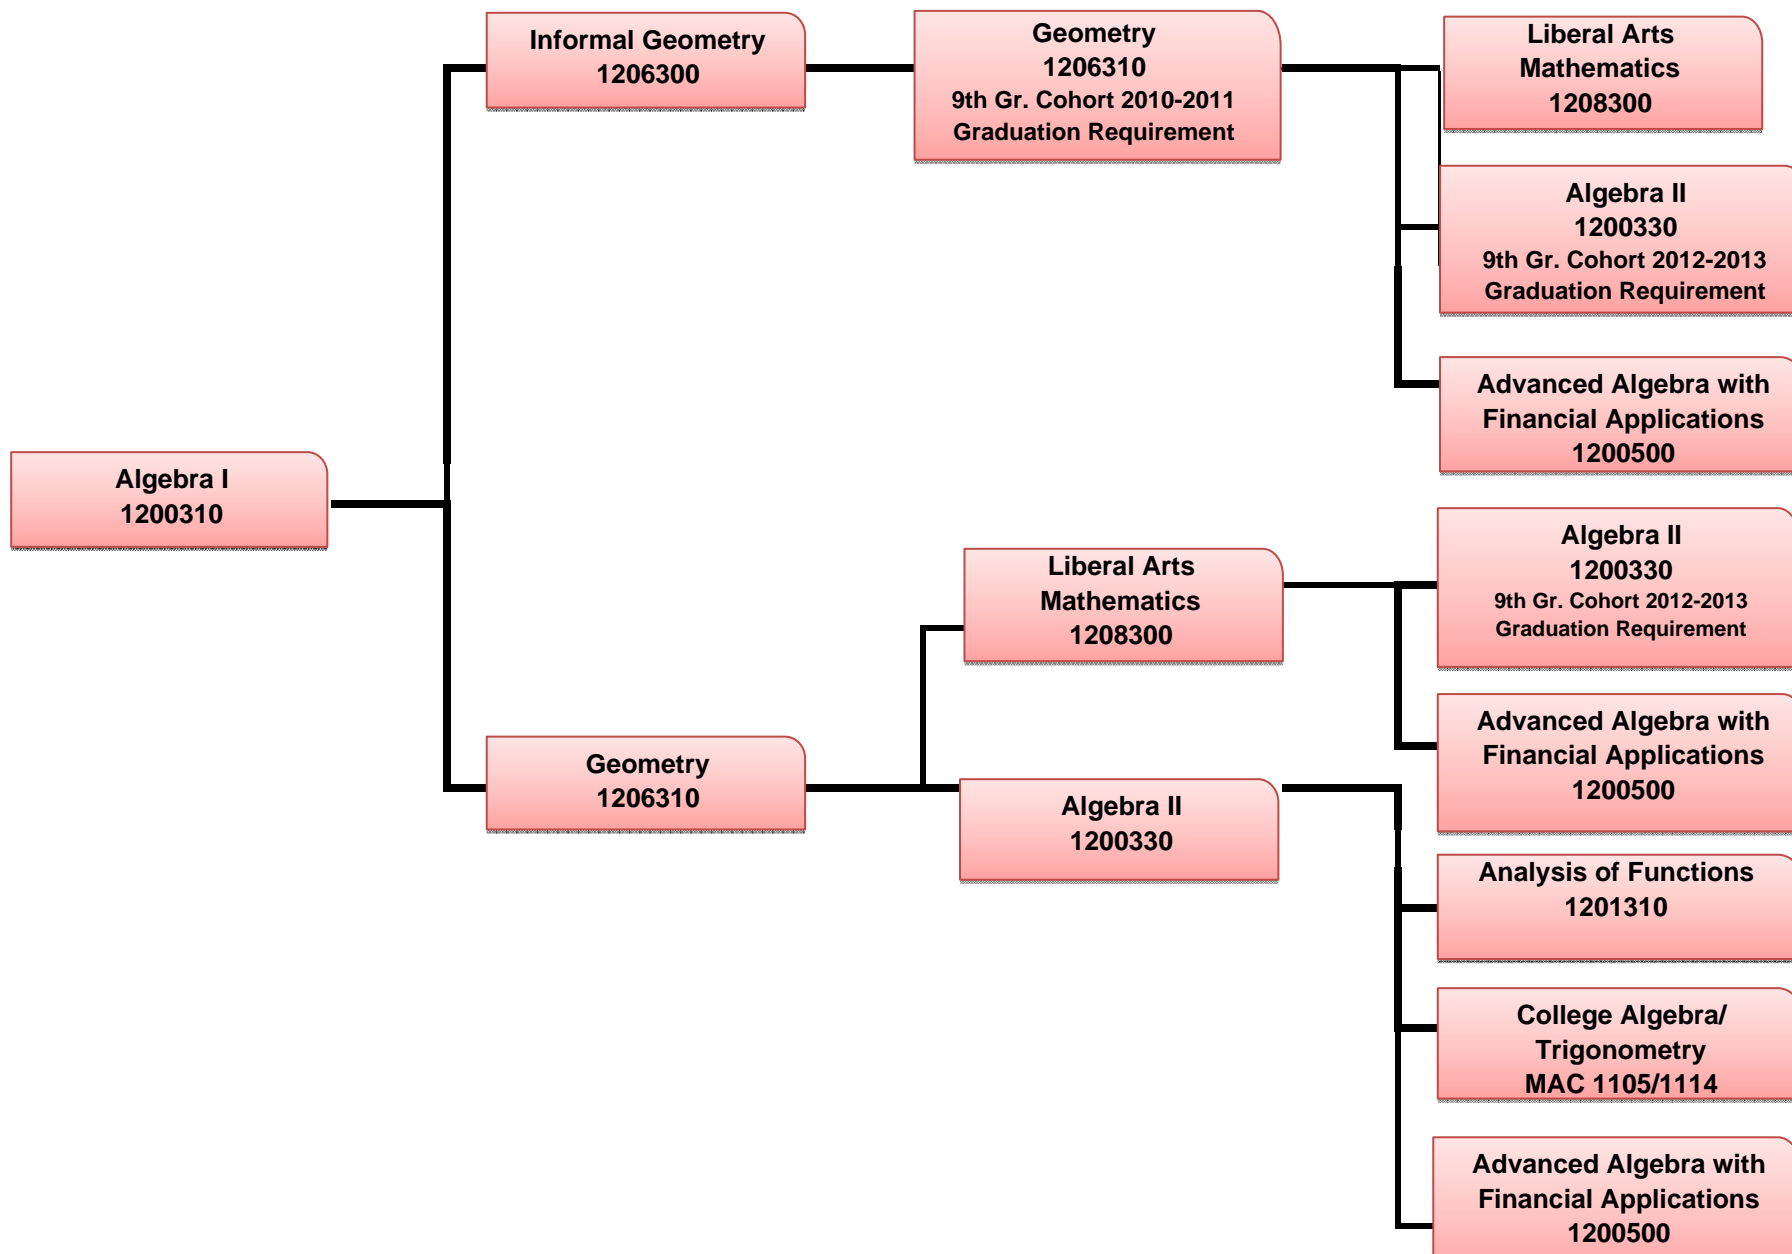 Algebra I
1200310
Informal Geometry
1206300
Geometry
1206310
9th Gr. Cohort 2010-2011
Graduation Requirement
Liberal Arts
Mathematics
1208300
Algebra II
1200330
9th Gr. Cohort 2012-2013
Graduation Requirement
Advanced Algebra with
Financial Applications
1200500
Geometry
1206310
Liberal Arts
Mathematics
1208300
Algebra II
1200330
9th Gr. Cohort 2012-2013
Graduation Requirement
Advanced Algebra with
Financial Applications
1200500
Algebra II
1200330
Analysis of Functions
1201310
College Algebra/
Trigonometry
MAC 1105/1114
Advanced Algebra with
Financial Applications
1200500